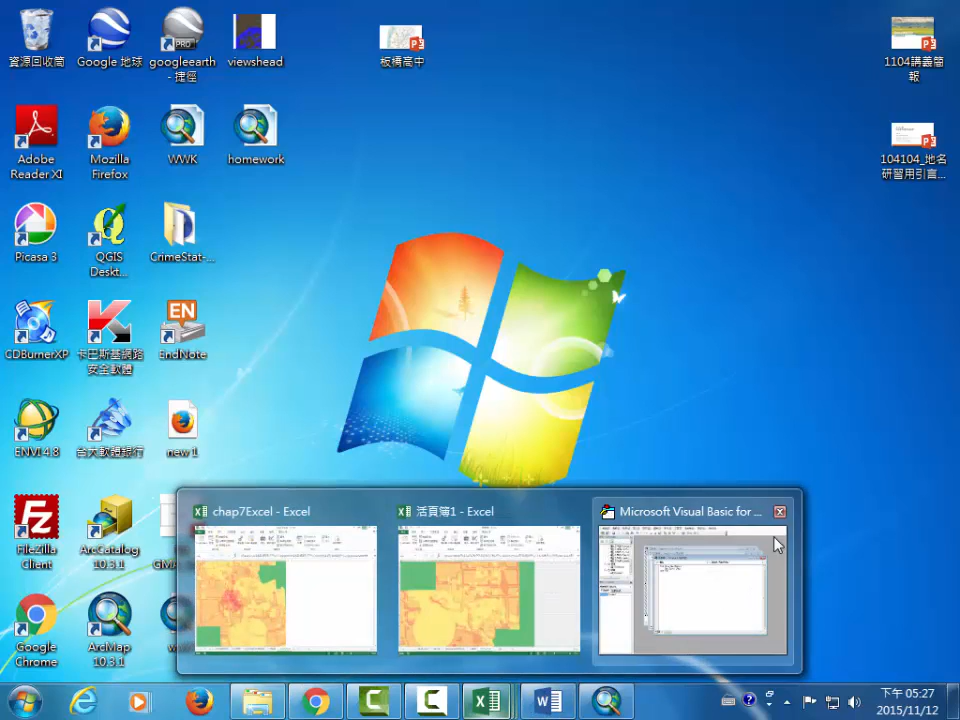 資源回收筒
Google 地球
googleearth
- 捷徑
viewshead
板橋高中
1104講義簡
報
Adobe
Reader XI
Mozilla
Firefox
WWK
homework
104104_地名
研習用引言...
Picasa 3
QGIS
Deskt...
CrimeStat-...
CDBurnerXP
卡巴斯基網路
安全軟體
EN
EndNote
ENVI 4.8
台大軟體銀行
new 1
chap7Excel - Excel
活頁簿1 - Excel
Microsoft Visual Basic for ...
FileZilla
Client
ArcCatalog
10.3.1
Google
Chrome
ArcMap
10.3.1
下午 05:27
2015/11/12